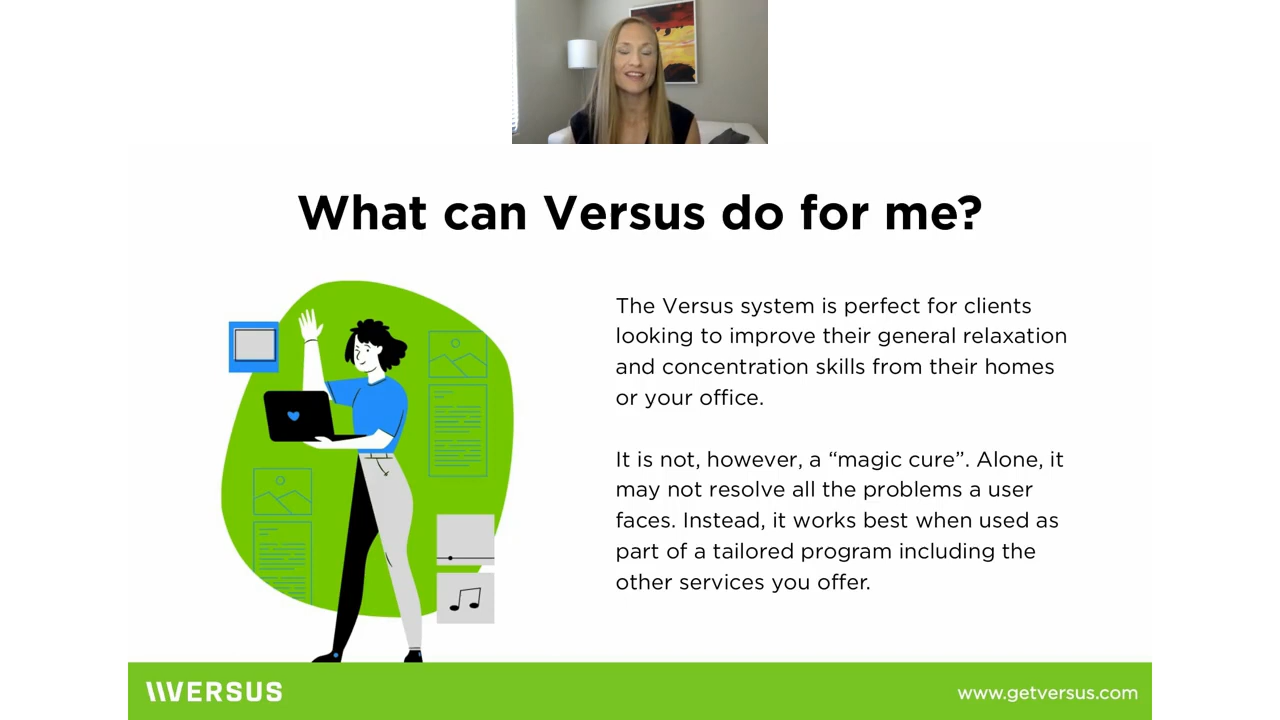 What can Versus do for me?
The Versus system is perfect for clients
looking to improve their general relaxation
and concentration skills from their homes
or your office.
It is not, however, a “magic cure”. Alone, it
may not resolve all the problems a user
faces. Instead, it works best when used as
part of a tailored program including the
other services you offer.
VERSUS
www.getversus.com